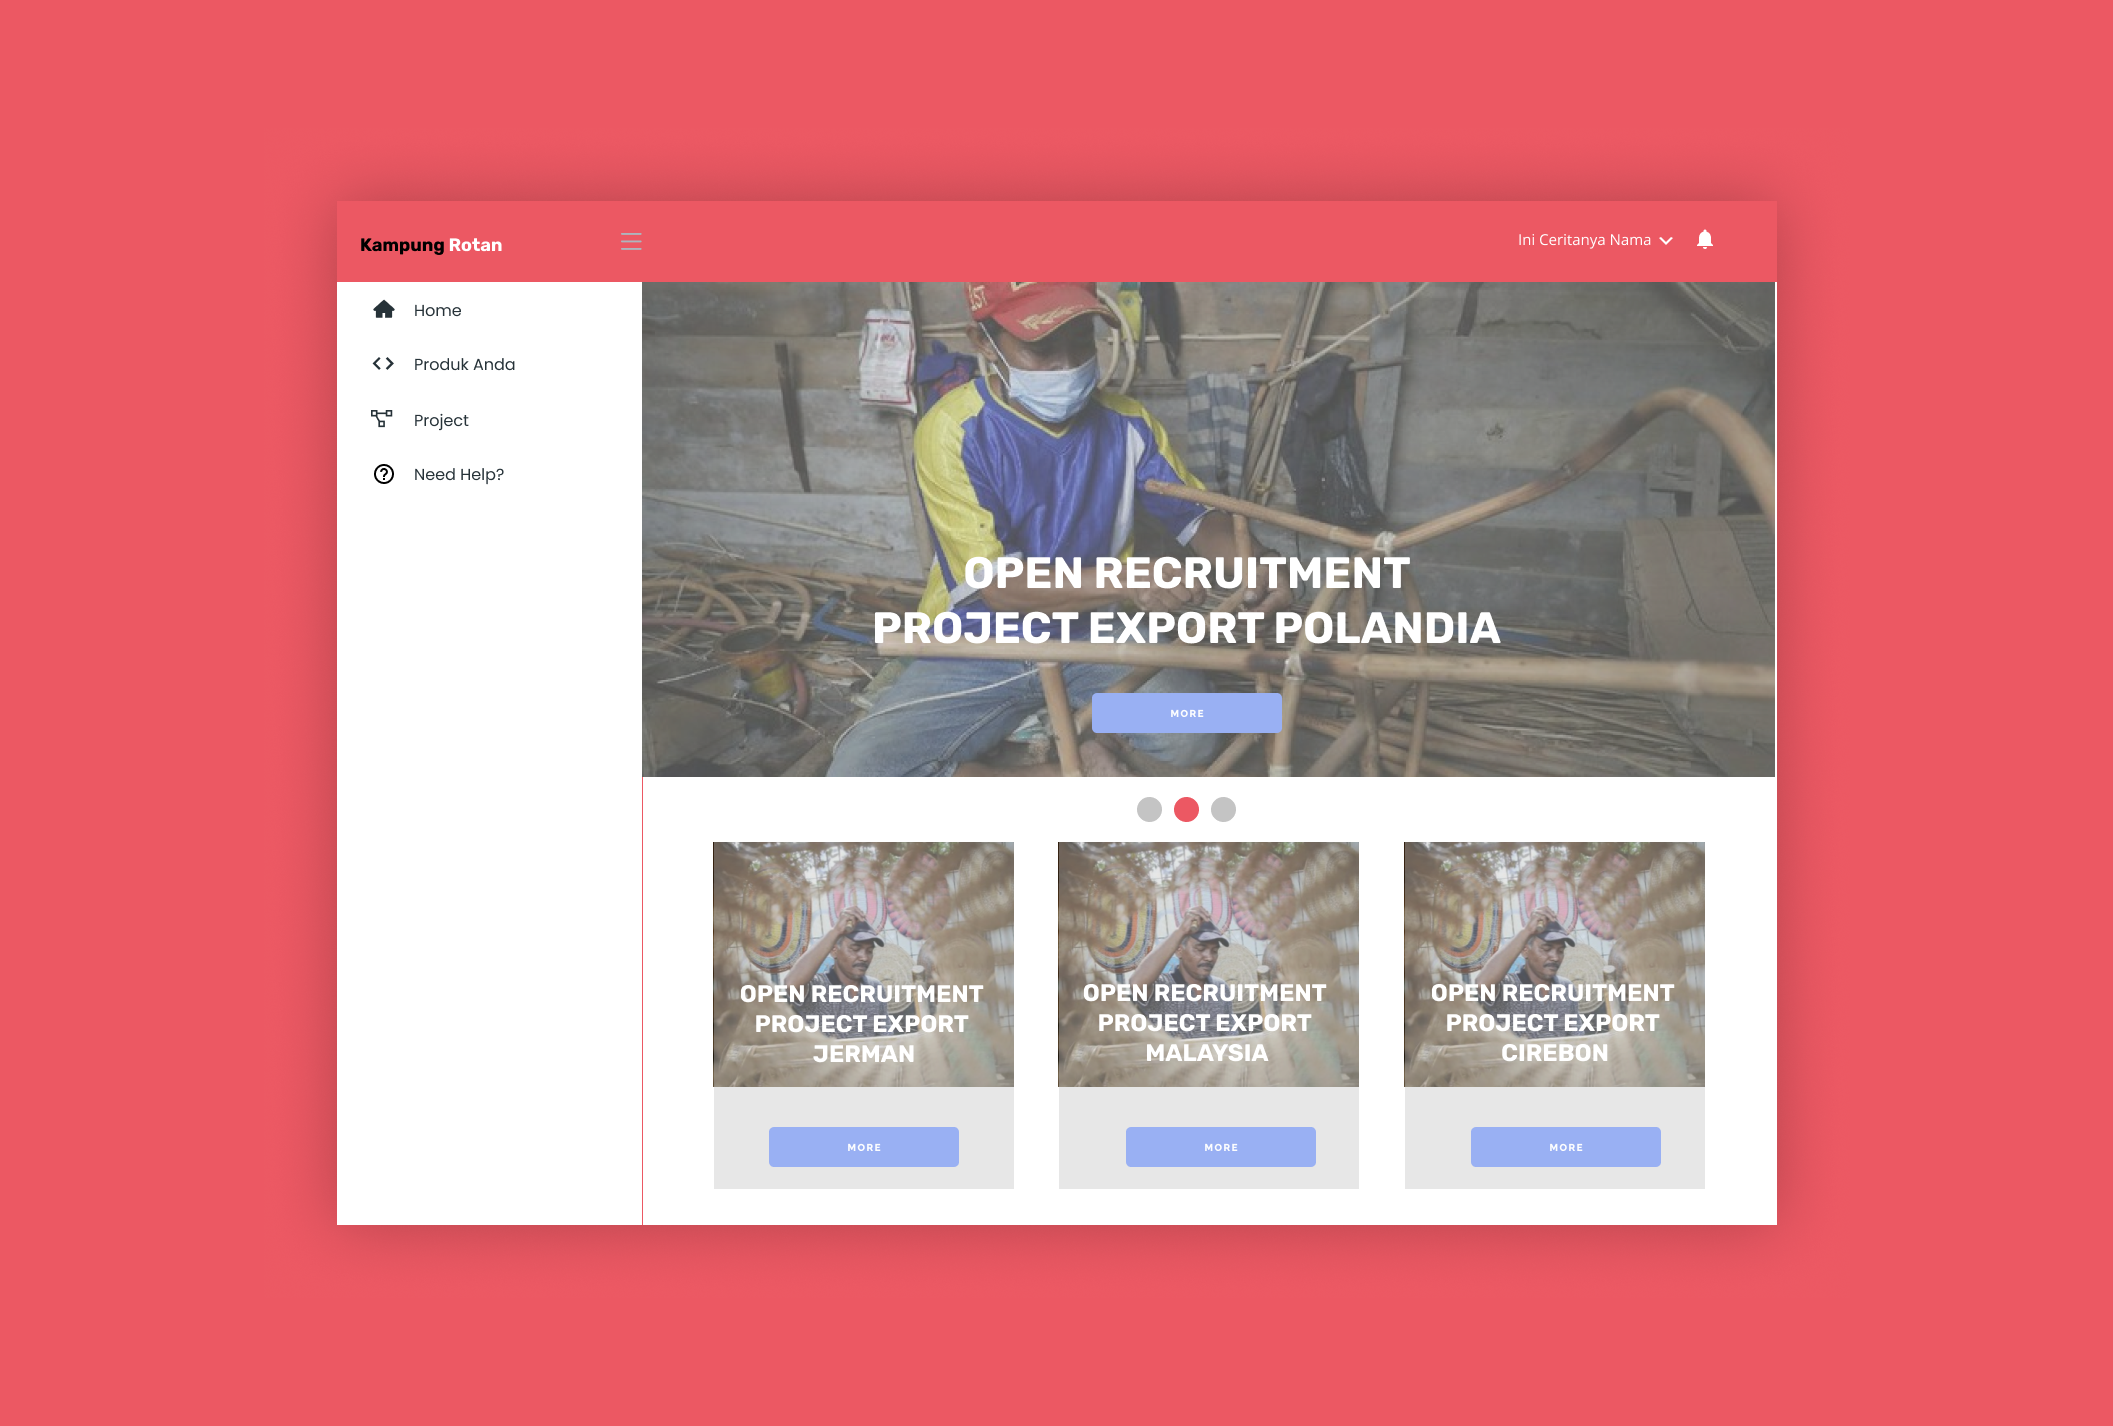 Kampung Rotan
Ini Ceritanya Nama
Home
Produk Anda
Project
Need Help?
OPEN RECRUITMENT
PROJECT EXPORT POLANDIA
MORE
OPEN RECRUITMENT
PROJECT EXPORT
JERMAN
MORE
OPEN RECRUITMENT
PROJECT EXPORT
MALAYSIA
MORE
OPEN RECRUITMENT
PROJECT EXPORT
CIREBON
MORE